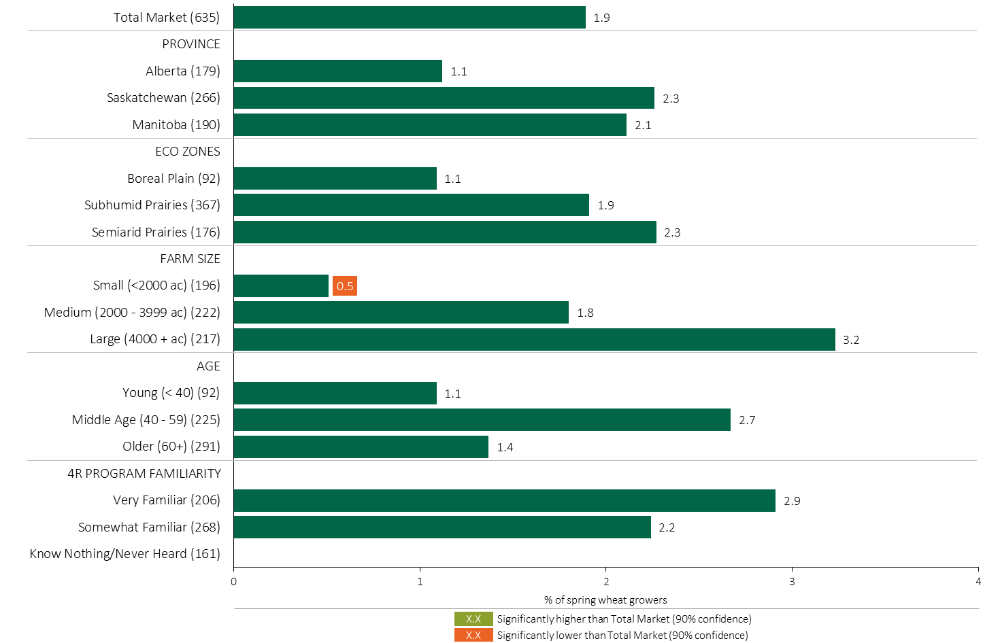 Total Market (635) 1.9
PROVINCE
Alberta (179) 1.1
Saskatchewan (266) 2.3
Manitoba (190) 2.1
ECO ZONES
Boreal Plain (92) 1.1
Subhumid Prairies (367) 1.9
Semiarid Prairies (176) 2.3
FARM SIZE
Small (<2000 ac) (196) 0.5
Medium (2000 - 3999 ac) (222) 1.8
Large (4000 + ac) (217) 3.2
AGE
Young (< 40) (92) 1.1
Middle Age (40 - 59) (225) 2.7
Older (60+) (291) 1.4
4R PROGRAM FAMILIARITY
Very Familiar (206) 2.9
Somewhat Familiar (268) 2.2
Know Nothing/Never Heard (161)
0 1 2 3 4
% of spring wheat growers
X.X Significantly higher than Total Market (90% confidence)
X.X Significantly lower than Total Market (90% confidence)